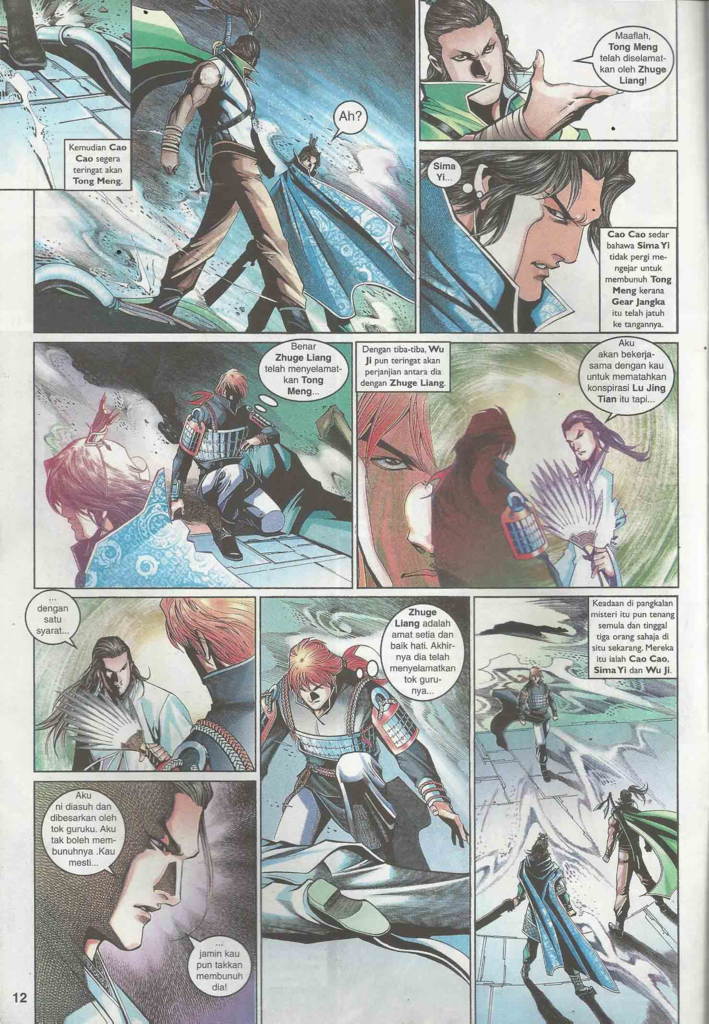 Kemudian Cao
Cao segera
teringat akan
Tong Meng.
Ah?
Maaflah,
Tong Meng
telah diselamat-
kan oleh Zhuge
Liang!
Sima
Yi...
Cao Cao sedar
bahawa Sima Yi
tidak pergi me-
ngejar untuk
membunuh Tong
Meng kerana
Gear Jangka
itu telah jatuh
ke tangannya.
Benar
Zhuge Liang
telah menyelamat-
kan Tong
Meng...
Dengan tiba-tiba, Wu
Ji pun teringat akan
perjanjian antara dia
dengan Zhuge Liang.
Aku
akan bekerja-
sama dengan kau
untuk mematahkan
konspirasi Lu Jing
Tian itu tapi...
...
dengan
satu
syarat...
Aku
ni diasuh dan
dibesarkan oleh
tok guruku. Aku
tak boleh mem-
bunuhnya .Kau
mesti...
...
jamin kau
pun takkan
membunuh
dia!
Zhuge
Liang adalah
amat setia dan
baik hati. Akhir-
nya dia telah
menyelamatkan
tok guru-
nya...
Keadaan di pangkalan
misteri itu pun tenang
semula dan tinggal
tiga orang sahaja di
situ sekarang. Mereka
itu ialah Cao Cao,
Sima Yi dan Wu Ji.
12